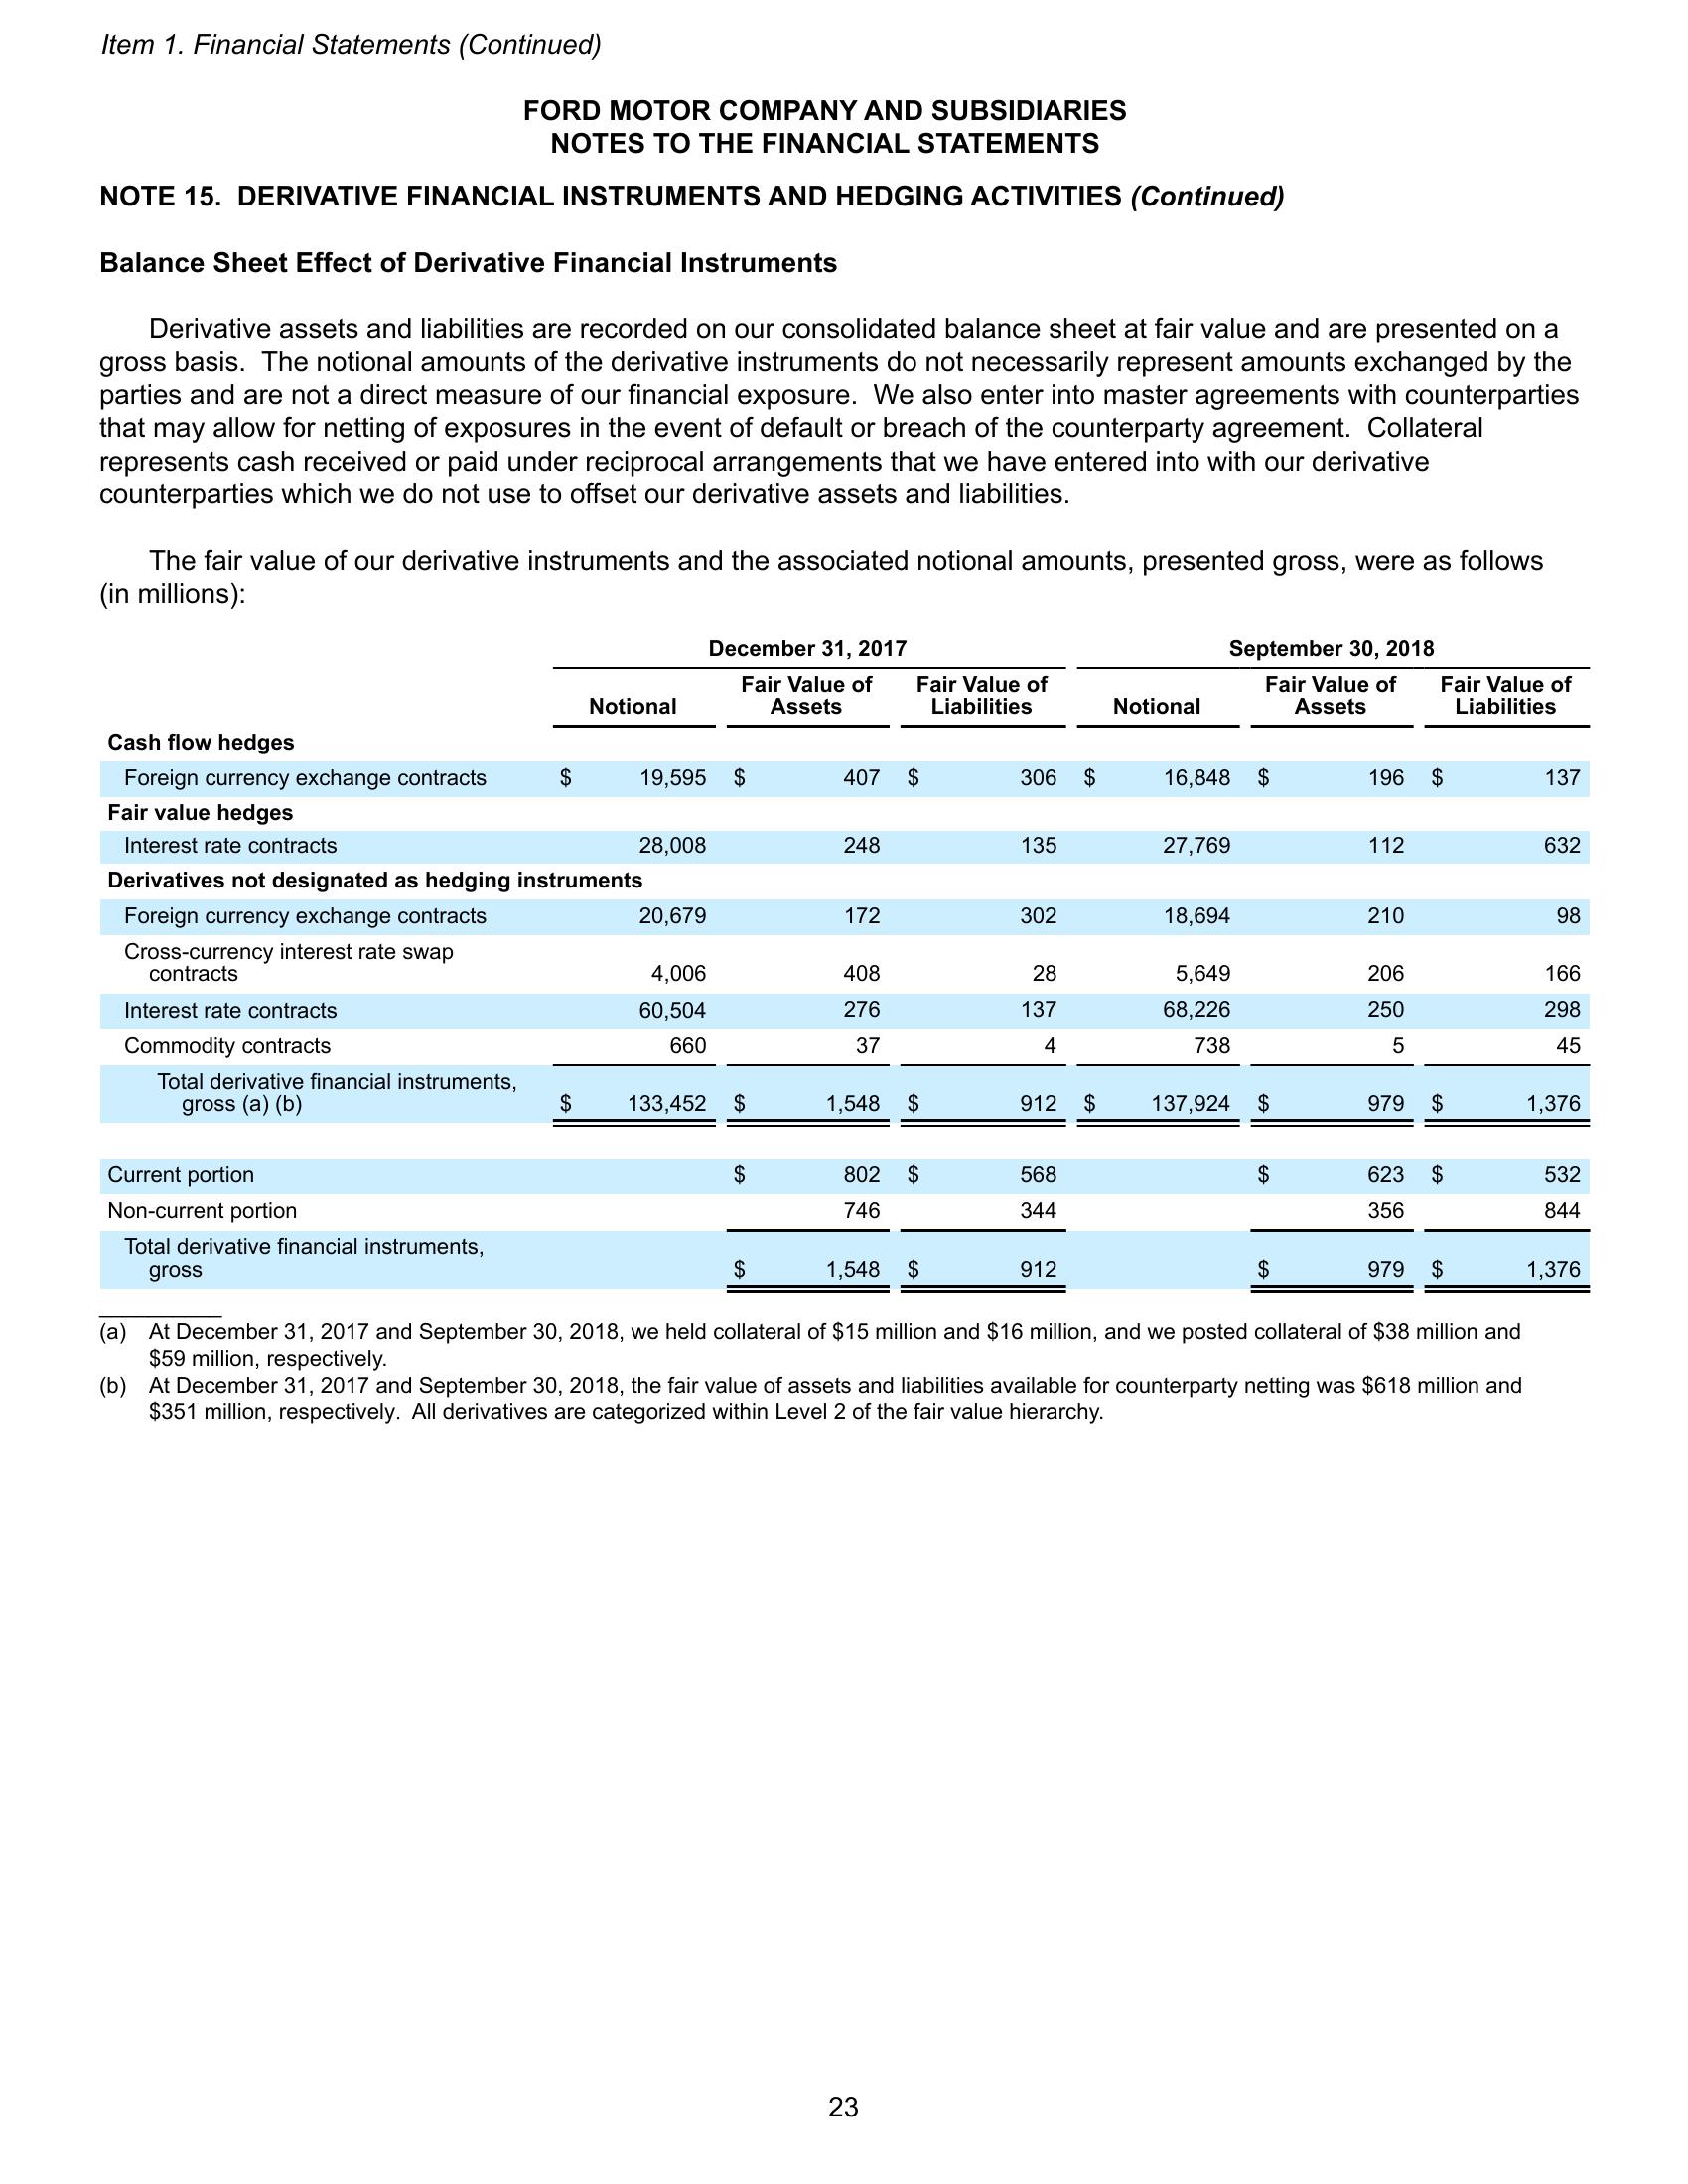 Item 1. Financial Statements (Continued)
FORD MOTOR COMPANY AND SUBSIDIARIES
NOTES TO THE FINANCIAL STATEMENTS
NOTE 15.  DERIVATIVE FINANCIAL INSTRUMENTS AND HEDGING ACTIVITIES (Continued)
Balance Sheet Effect of Derivative Financial Instruments
Derivative assets and liabilities are recorded on our consolidated balance sheet at fair value and are presented on a
gross basis.  The notional amounts of the derivative instruments do not necessarily represent amounts exchanged by the
parties and are not a direct measure of our financial exposure.  We also enter into master agreements with counterparties
that may allow for netting of exposures in the event of default or breach of the counterparty agreement.  Collateral
represents cash received or paid under reciprocal arrangements that we have entered into with our derivative
counterparties which we do not use to offset our derivative assets and liabilities.
The fair value of our derivative instruments and the associated notional amounts, presented gross, were as follows
(in millions):
December 31, 2017 September 30, 2018
Notional Fair Value of Assets Fair Value of Liabilities Notional Fair Value of Assets Fair Value of Liabilities
Cash flow hedges
Foreign currency exchange contracts $ 19,595 $ 407 $ 306 $ 16,848 $ 196 $ 137
Fair value hedges
Interest rate contracts 28,008 248 135 27,769 112 632
Derivatives not designated as hedging instruments
Foreign currency exchange contracts 20,679 172 302 18,694 210 98
Cross-currency interest rate swap
contracts 4,006 408 28 5,649 206 166
Interest rate contracts 60,504 276 137 68,226 250 298
Commodity contracts 660 37 4 738 5 45
Total derivative financial instruments,
gross (a) (b) $ 133,452 $ 1,548 $ 912 $ 137,924 $ 979 $ 1,376
Current portion $ 802 $ 568 $ 623 $ 532
Non-current portion 746 344 356 844
Total derivative financial instruments,
gross $ 1,548 $ 912 $ 979 $ 1,376
(a) At December 31, 2017 and September 30, 2018, we held collateral of $15 million and $16 million, and we posted collateral of $38 million and
$59 million, respectively.
(b) At December 31, 2017 and September 30, 2018, the fair value of assets and liabilities available for counterparty netting was $618 million and
$351 million, respectively.  All derivatives are categorized within Level 2 of the fair value hierarchy.
23